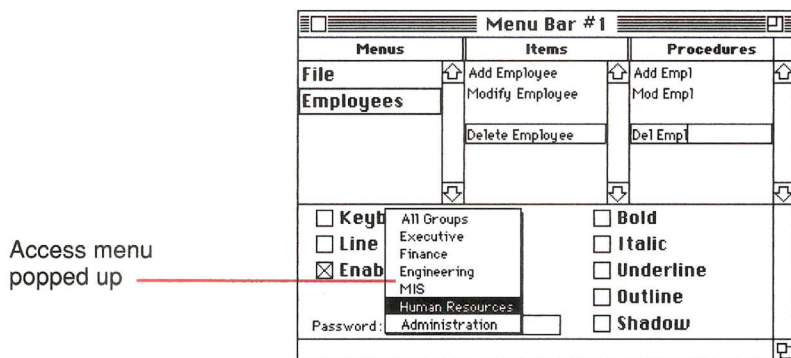 Menu Bar #1
Menus Items Procedures
File
Employees
Add Employee
Modify Employee
Delete Employee
Add Empl
Mod Empl
Del Empl
Keyb
Line
Enab
All Groups
Executive
Finance
Engineering
MIS
Human Resources
Administration
Password:
Bold
Italic
Underline
Outline
Shadow
Access menu
popped up